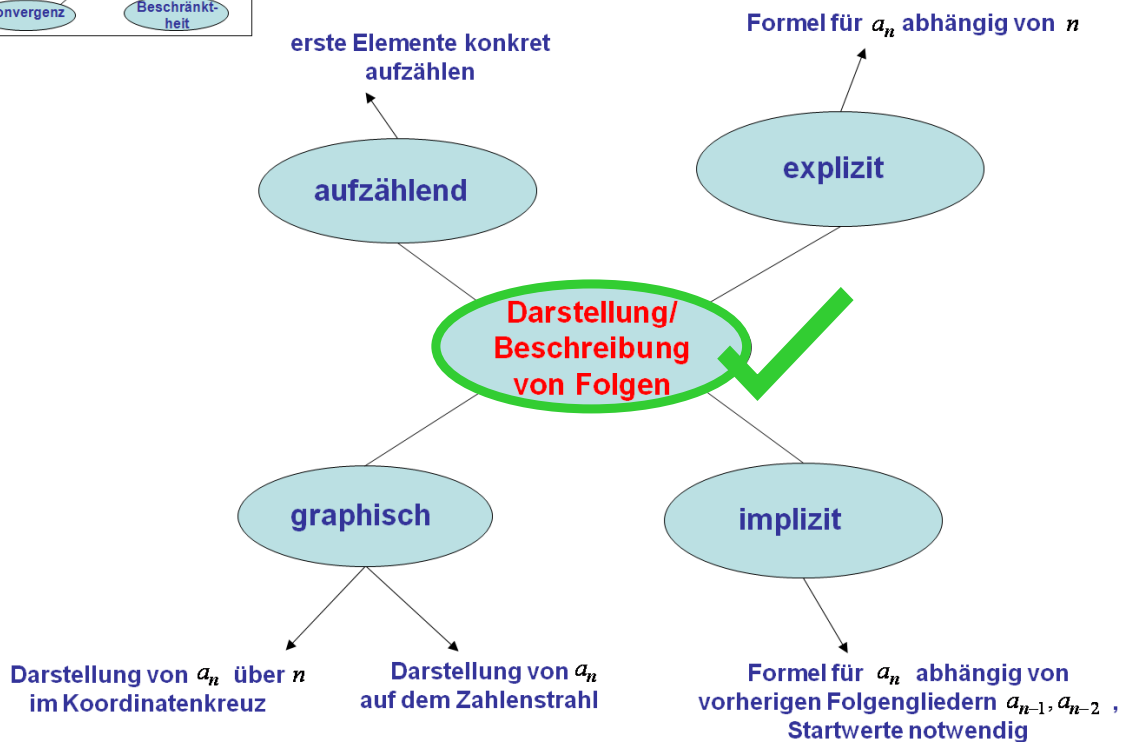 Beschränkt-
heit
erste Elemente konkret
aufzählen
Formel für aₙ abhängig von n
aufzählend
explizit
Darstellung/
Beschreibung
von Folgen
graphisch
implizit
Darstellung von aₙ über n
im Koordinatenkreuz
Darstellung von aₙ
auf dem Zahlenstrahl
Formel für aₙ abhängig von
vorherigen Folgengliedern aₙ₋₁, aₙ₋₂ ,
Startwerte notwendig